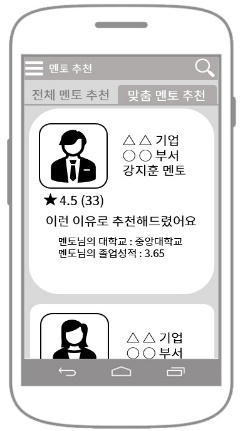 멘토 추천
전체 멘토 추천
맞춤 멘토 추천
△ △ 기업
○ ○ 부서
강지훈 멘토
★ 4.5 (33)
이런 이유로 추천해드렸어요
멘토님의 대학교 : 중앙대학교
멘토님의 졸업성적 : 3.65
△ △ 기업
○ ○ 부서